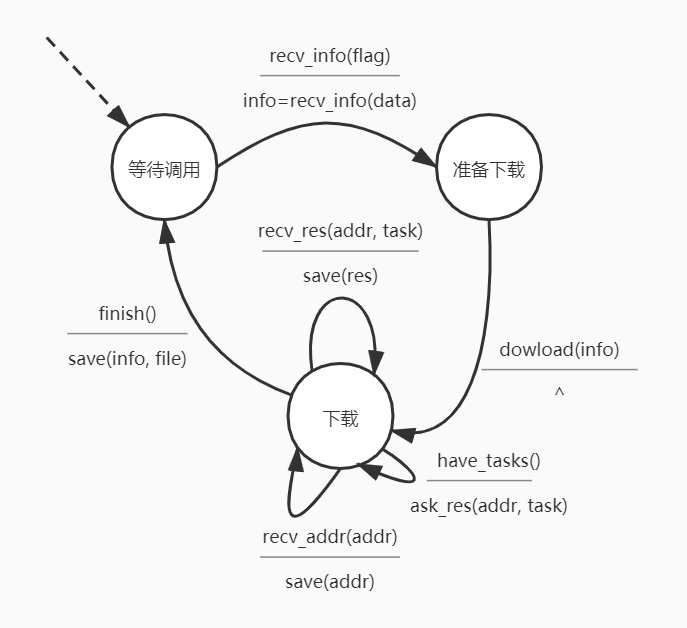 recv_info(flag)
info=recv_info(data)
等待调用
准备下载
recv_res(addr, task)
save(res)
finish()
save(info, file)
dowload(info)
^
下载
have_tasks()
ask_res(addr, task)
recv_addr(addr)
save(addr)